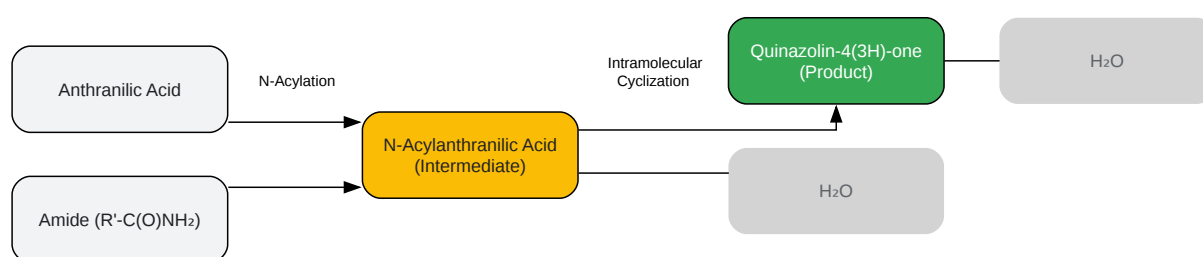 Anthranilic Acid
N-Acylation
Amide (R'-C(O)NH₂)
N-Acylanthranilic Acid
(Intermediate)
Intramolecular
Cyclization
Quinazolin-4(3H)-one
(Product)
H₂O
H₂O